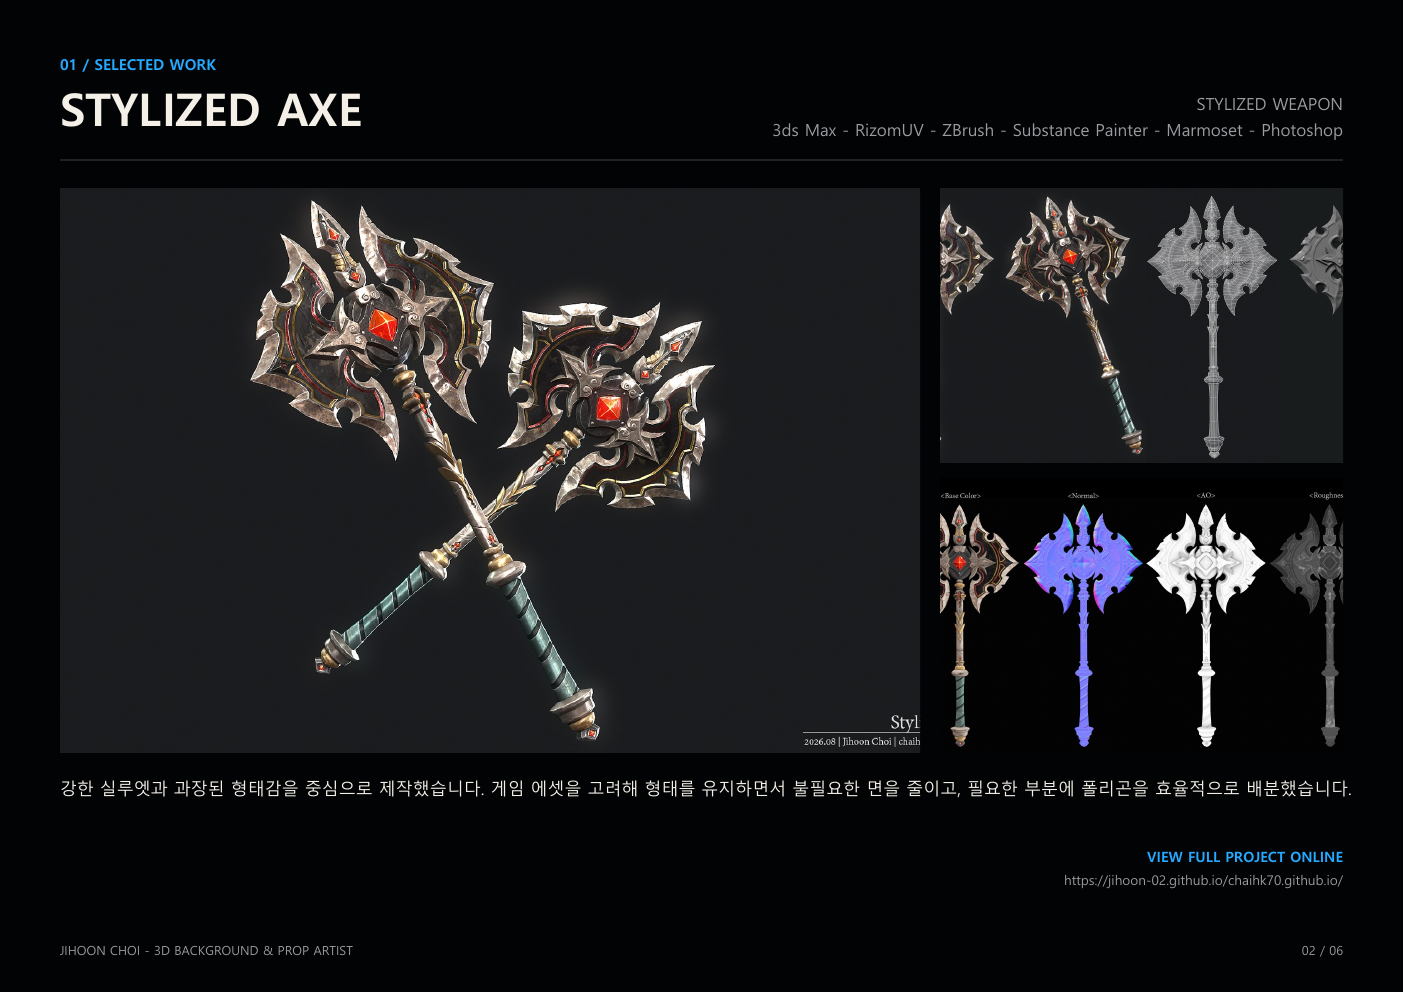 01 / SELECTED WORK
STYLIZED AXE
STYLIZED WEAPON
3ds Max - RizomUV - ZBrush - Substance Painter - Marmoset - Photoshop
Styl
2026.08 | Jihoon Choi | chaih
<Base Color>
<Normal>
<AO>
<Roughnes
강한 실루엣과 과장된 형태감을 중심으로 제작했습니다. 게임 에셋을 고려해 형태를 유지하면서 불필요한 면을 줄이고, 필요한 부분에 폴리곤을 효율적으로 배분했습니다.
VIEW FULL PROJECT ONLINE
https://jihoon-02.github.io/chaihk70.github.io/
JIHOON CHOI - 3D BACKGROUND & PROP ARTIST
02 / 06